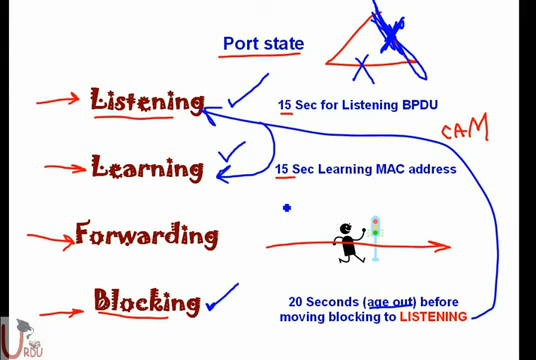 Port state
Listening
15 Sec for Listening BPDU
CAM
Learning
15 Sec Learning MAC address
Forwarding
Blocking
20 Seconds (age out) before
moving blocking to LISTENING
URDU